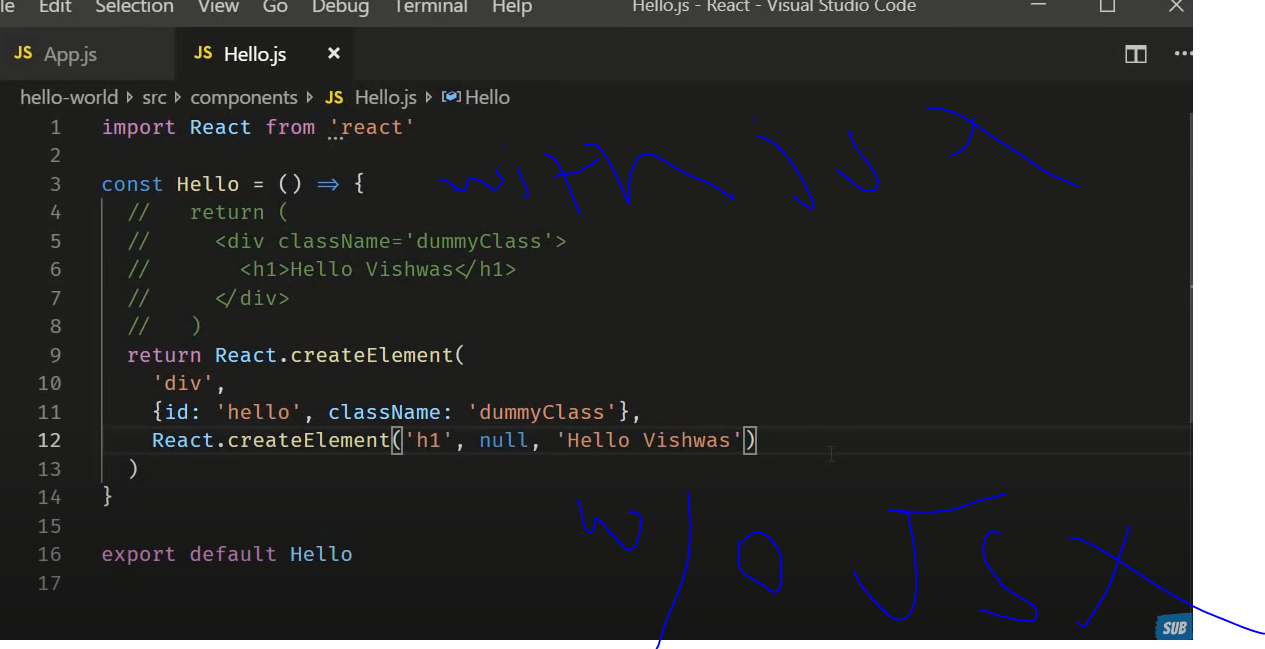 le Edit Selection View Go Debug Terminal Help Hello.js - React - Visual Studio Code
JS App.js JS Hello.js ×
hello-world src components JS Hello.js Hello
1 import React from 'react'
2
3 const Hello = () => {
4 // return (
5 // <div className='dummyClass'>
6 // <h1>Hello Vishwas</h1>
7 // </div>
8 // )
9 return React.createElement(
10 'div',
11 {id: 'hello', className: 'dummyClass'},
12 React.createElement('h1', null, 'Hello Vishwas')
13 )
14 }
15
16 export default Hello
17
with JSX
w/o JSX
SUB